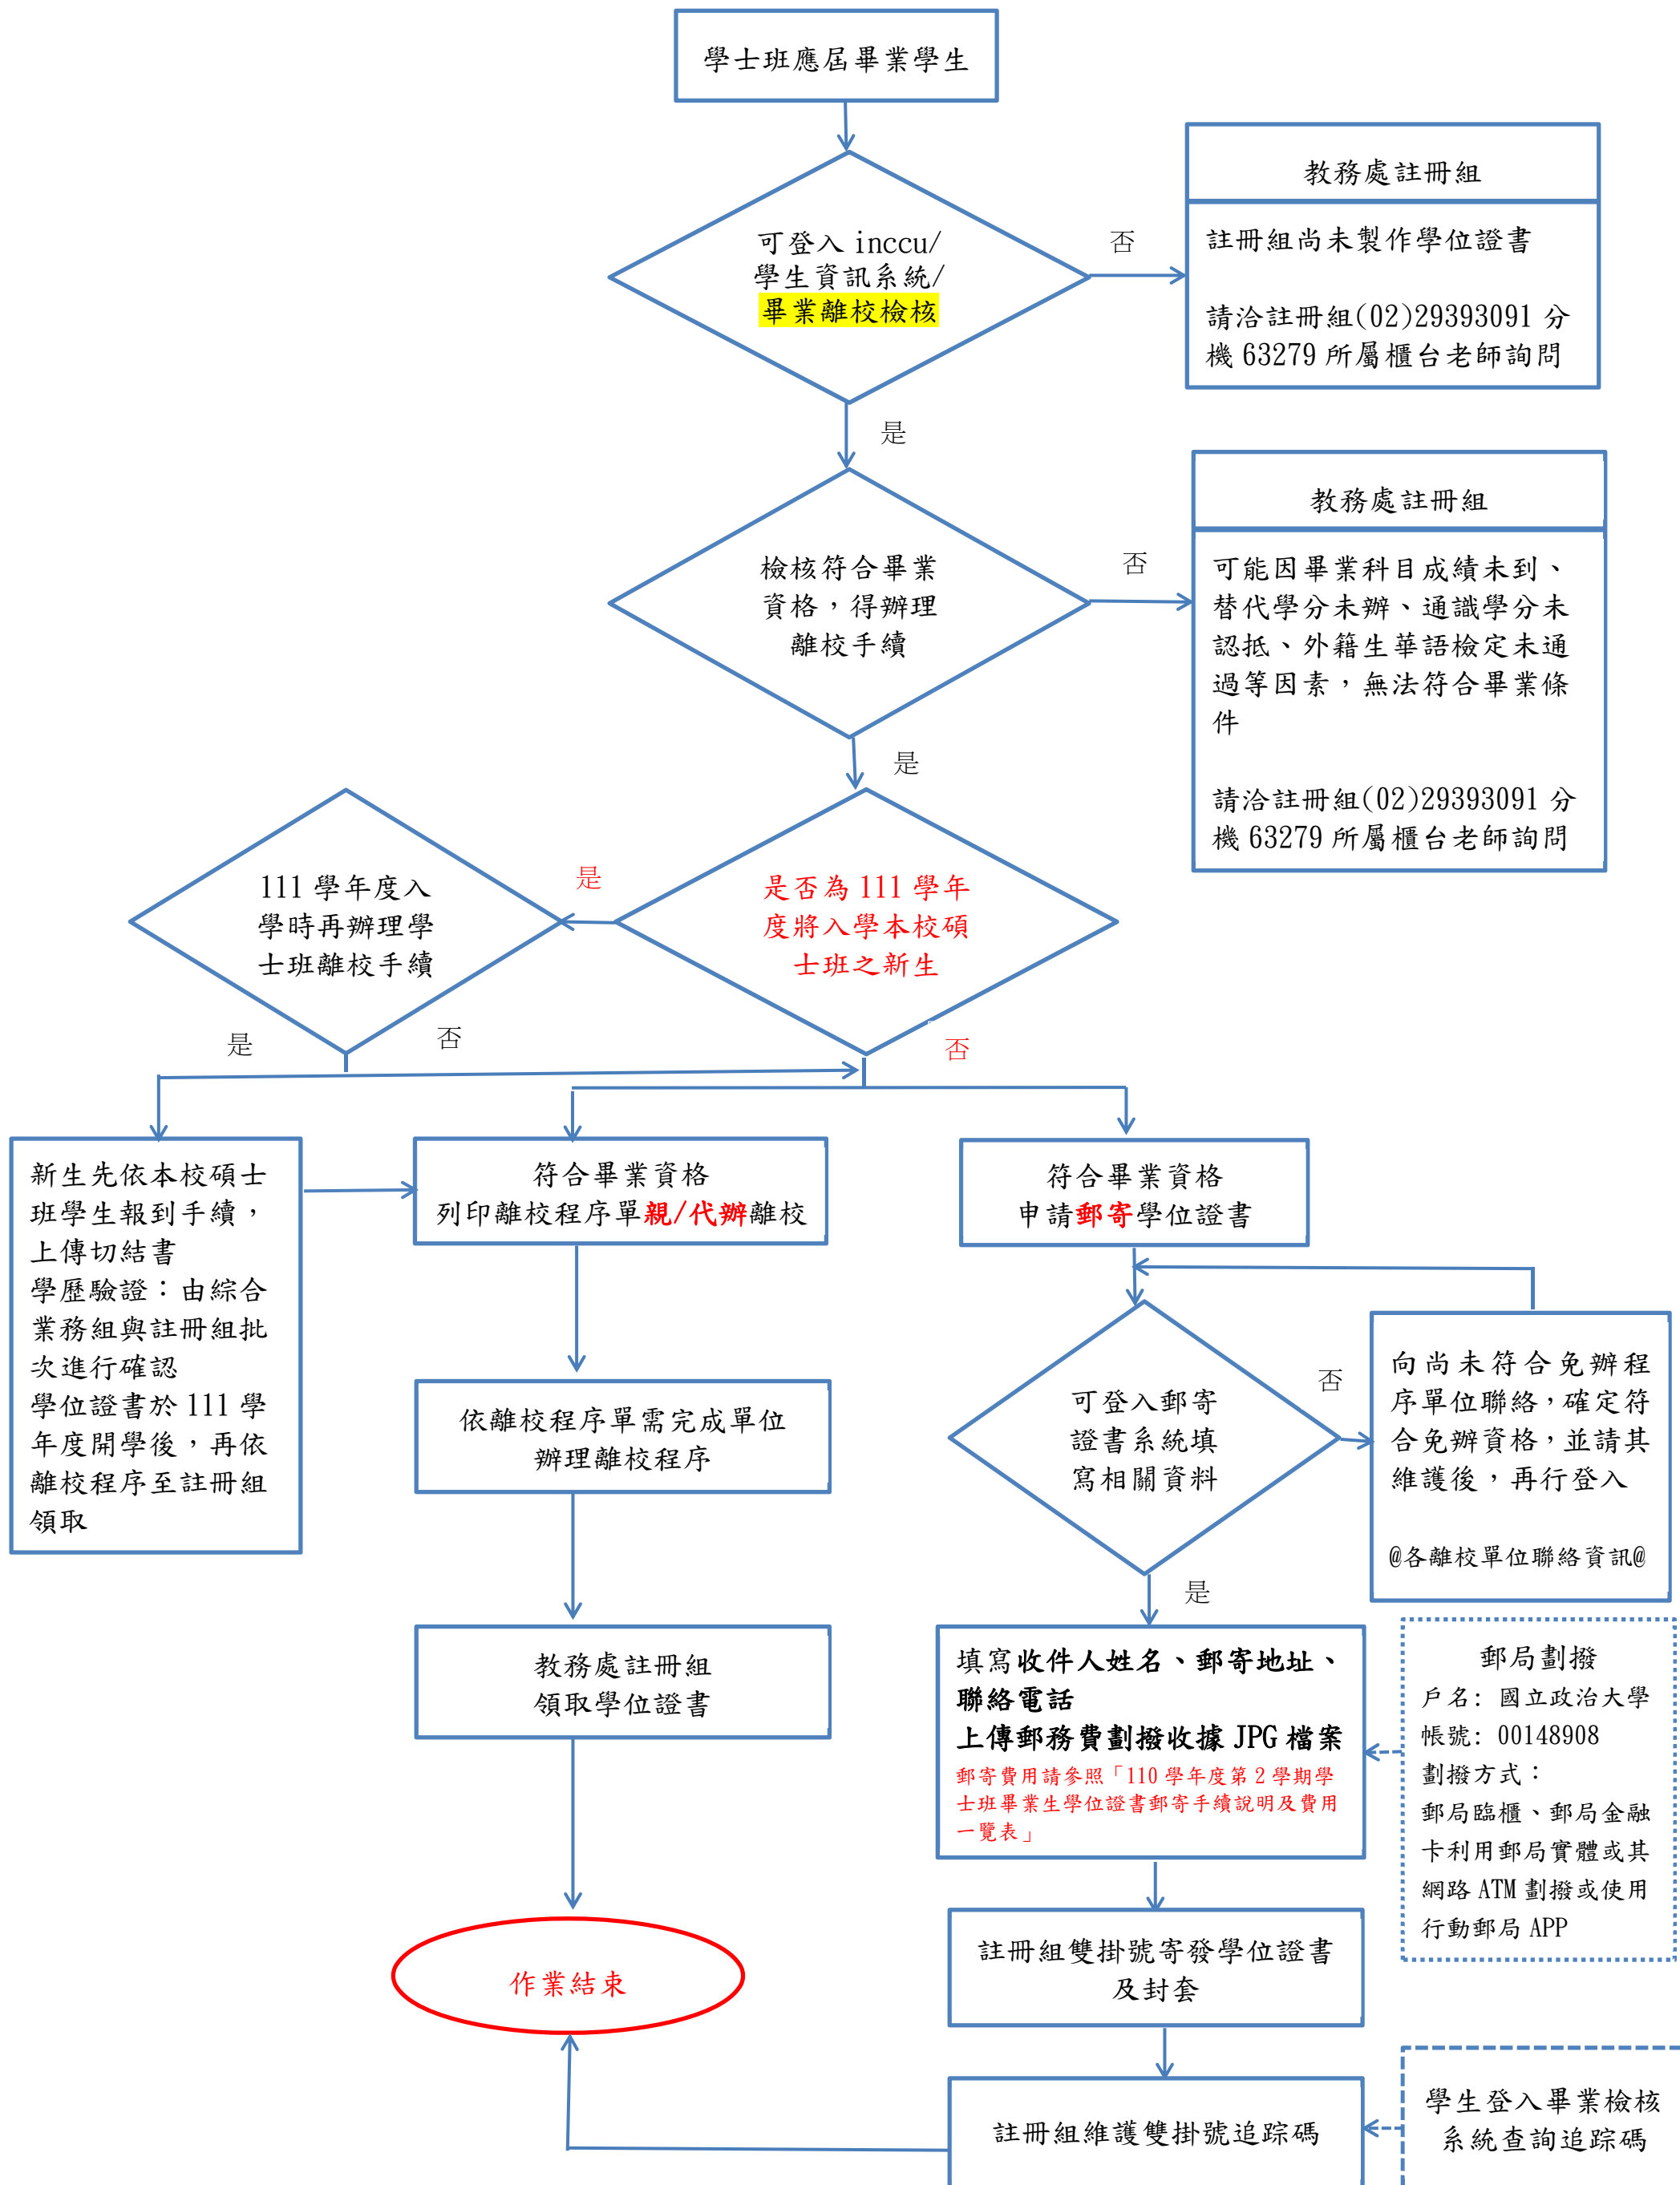 學士班應屆畢業學生
可登入 inccu/
學生資訊系統/
畢業離校檢核
否
教務處註冊組
註冊組尚未製作學位證書
請洽註冊組(02)29393091 分
機 63279 所屬櫃台老師詢問
是
檢核符合畢業
資格，得辦理
離校手續
否
教務處註冊組
可能因畢業科目成績未到、
替代學分未辦、通識學分未
認抵、外籍生華語檢定未通
過等因素，無法符合畢業條
件
請洽註冊組(02)29393091 分
機 63279 所屬櫃台老師詢問
是
是否為 111 學年
度將入學本校碩
士班之新生
是
111 學年度入
學時再辦理學
士班離校手續
是
否
否
新生先依本校碩士
班學生報到手續，
上傳切結書
學歷驗證：由綜合
業務組與註冊組批
次進行確認
學位證書於 111 學
年度開學後，再依
離校程序至註冊組
領取
符合畢業資格
列印離校程序單親/代辦離校
符合畢業資格
申請郵寄學位證書
依離校程序單需完成單位
辦理離校程序
可登入郵寄
證書系統填
寫相關資料
否
向尚未符合免辦程
序單位聯絡，確定符
合免辦資格，並請其
維護後，再行登入
@各離校單位聯絡資訊@
是
教務處註冊組
領取學位證書
填寫收件人姓名、郵寄地址、
聯絡電話
上傳郵務費劃撥收據 JPG 檔案
郵寄費用請參照「110 學年度第 2 學期學
士班畢業生學位證書郵寄手續說明及費用
一覽表」
郵局劃撥
戶名: 國立政治大學
帳號: 00148908
劃撥方式：
郵局臨櫃、郵局金融
卡利用郵局實體或其
網路 ATM 劃撥或使用
行動郵局 APP
註冊組雙掛號寄發學位證書
及封套
作業結束
註冊組維護雙掛號追踪碼
學生登入畢業檢核
系統查詢追踪碼